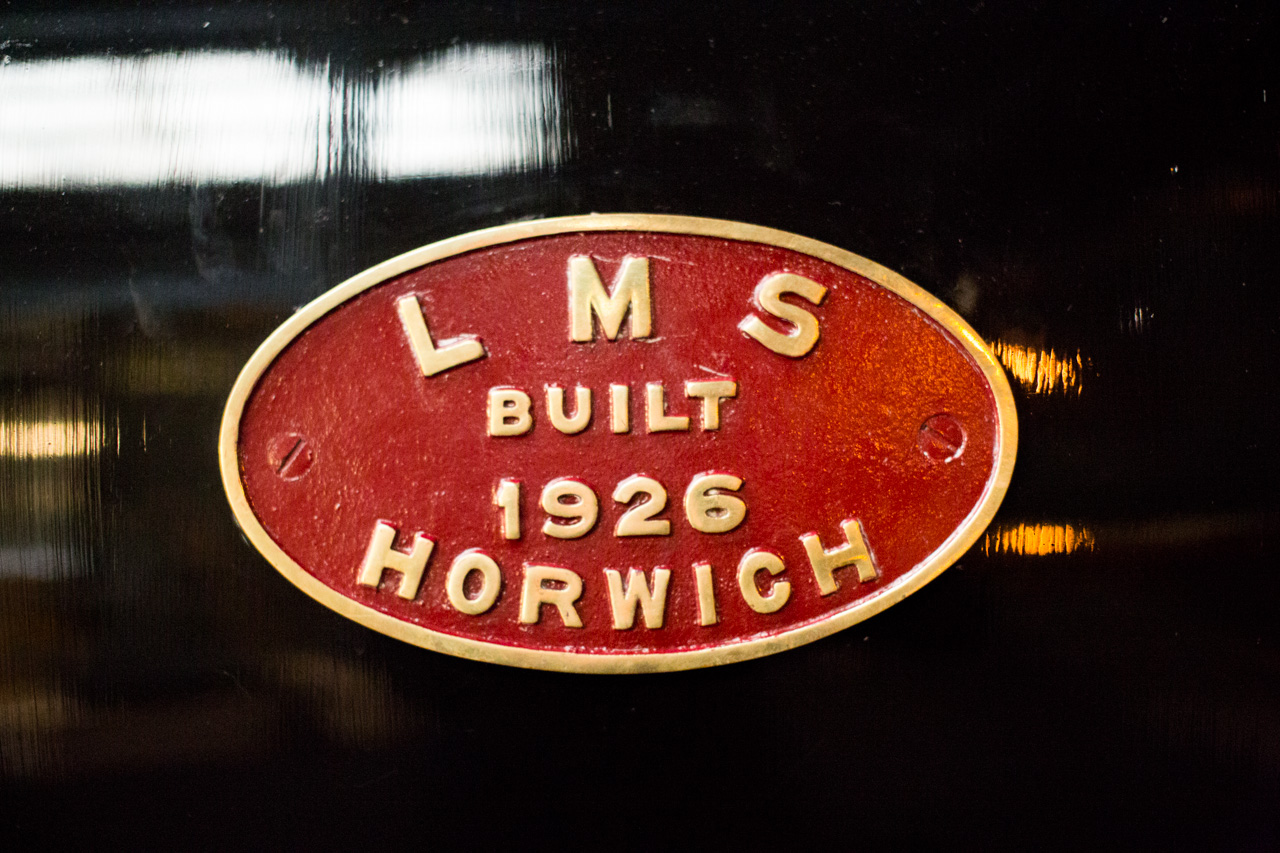 L M S
BUILT
1926
HORWICH